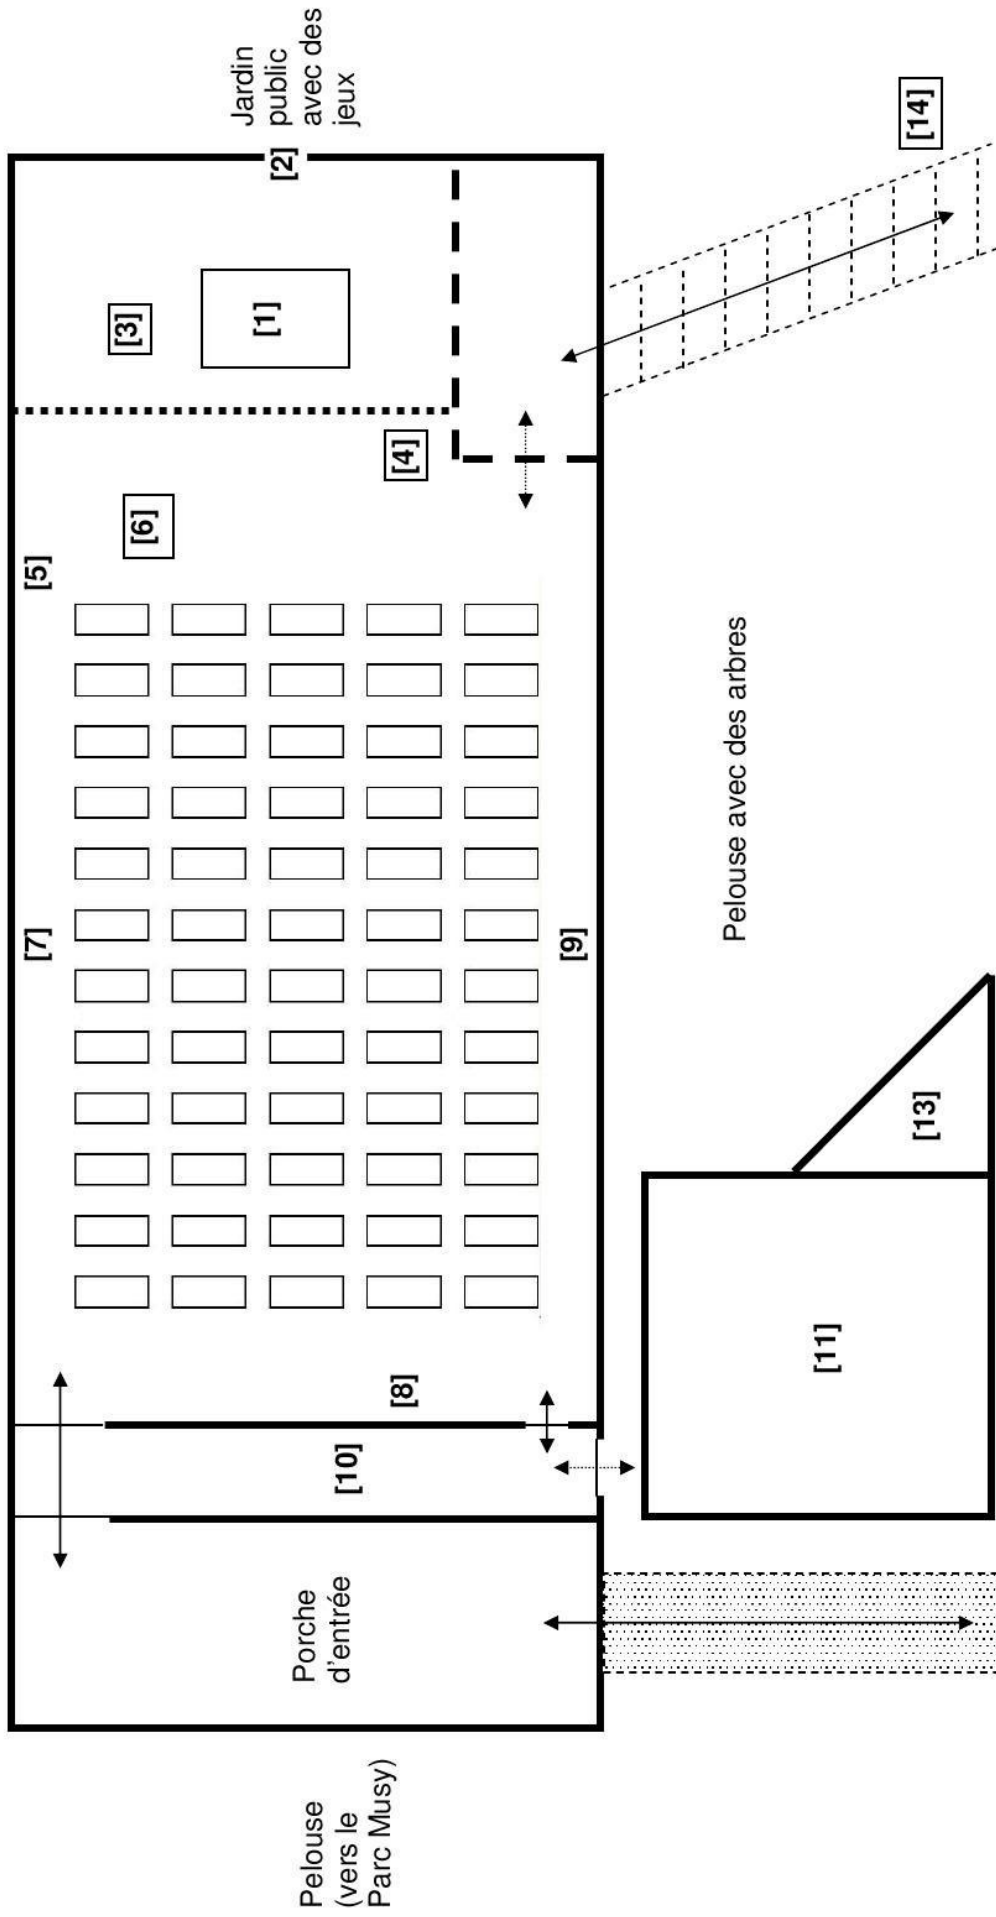 Jardin
public
avec des
jeux
[2]
[14]
[3]
[1]
[4]
[6]
[5]
[7]
[9]
Pelouse avec des arbres
[13]
[11]
[8]
[10]
Porche
d'entrée
Pelouse
(vers le
Parc Musy)